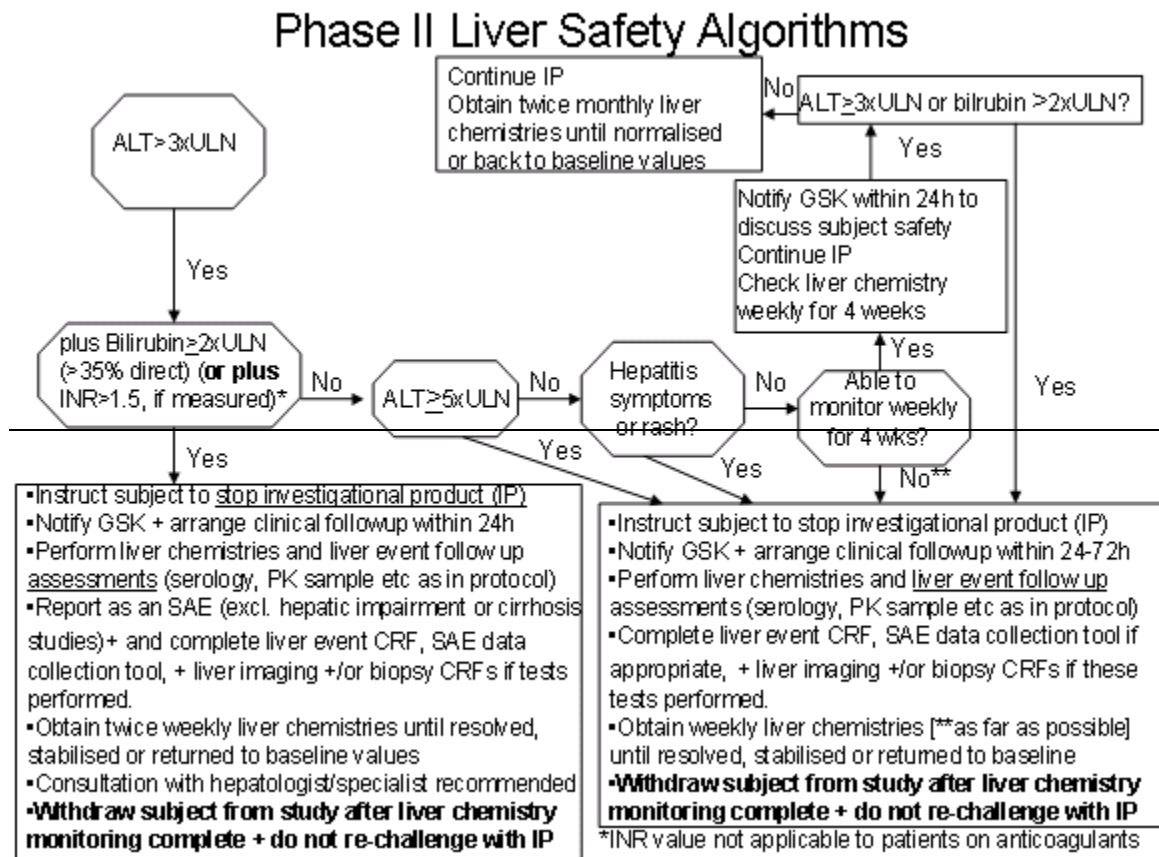 Phase II Liver Safety Algorithms
Continue IP
Obtain twice monthly liver
chemistries until normalised
or back to baseline values
No
ALT≥3xULN or bilrubin >2xULN?
ALT>3xULN
Yes
Notify GSK within 24h to
discuss subject safety
Continue IP
Check liver chemistry
weekly for 4 weeks
Yes
Yes
plus Bilirubin≥2xULN
(>35% direct) (or plus
INR>1.5, if measured)*
No
ALT≥5xULN
No
Hepatitis
symptoms
or rash?
No
Able to
monitor weekly
for 4 wks?
Yes
Yes
Yes
Yes
No**
▪Instruct subject to stop investigational product (IP)
▪Notify GSK + arrange clinical followup within 24h
▪Perform liver chemistries and liver event follow up
assessments (serology, PK sample etc as in protocol)
▪Report as an SAE (excl. hepatic impairment or cirrhosis
studies)+ and complete liver event CRF, SAE data
collection tool, + liver imaging +/or biopsy CRFs if tests
performed.
▪Obtain twice weekly liver chemistries until resolved,
stabilised or returned to baseline values
▪Consultation with hepatologist/specialist recommended
▪Withdraw subject from study after liver chemistry
monitoring complete + do not re-challenge with IP
▪Instruct subject to stop investigational product (IP)
▪Notify GSK + arrange clinical followup within 24-72h
▪Perform liver chemistries and liver event follow up
assessments (serology, PK sample etc as in protocol)
▪Complete liver event CRF, SAE data collection tool if
appropriate, + liver imaging +/or biopsy CRFs if these
tests performed.
▪Obtain weekly liver chemistries [**as far as possible]
until resolved, stabilised or returned to baseline
▪Withdraw subject from study after liver chemistry
monitoring complete + do not re-challenge with IP
*INR value not applicable to patients on anticoagulants